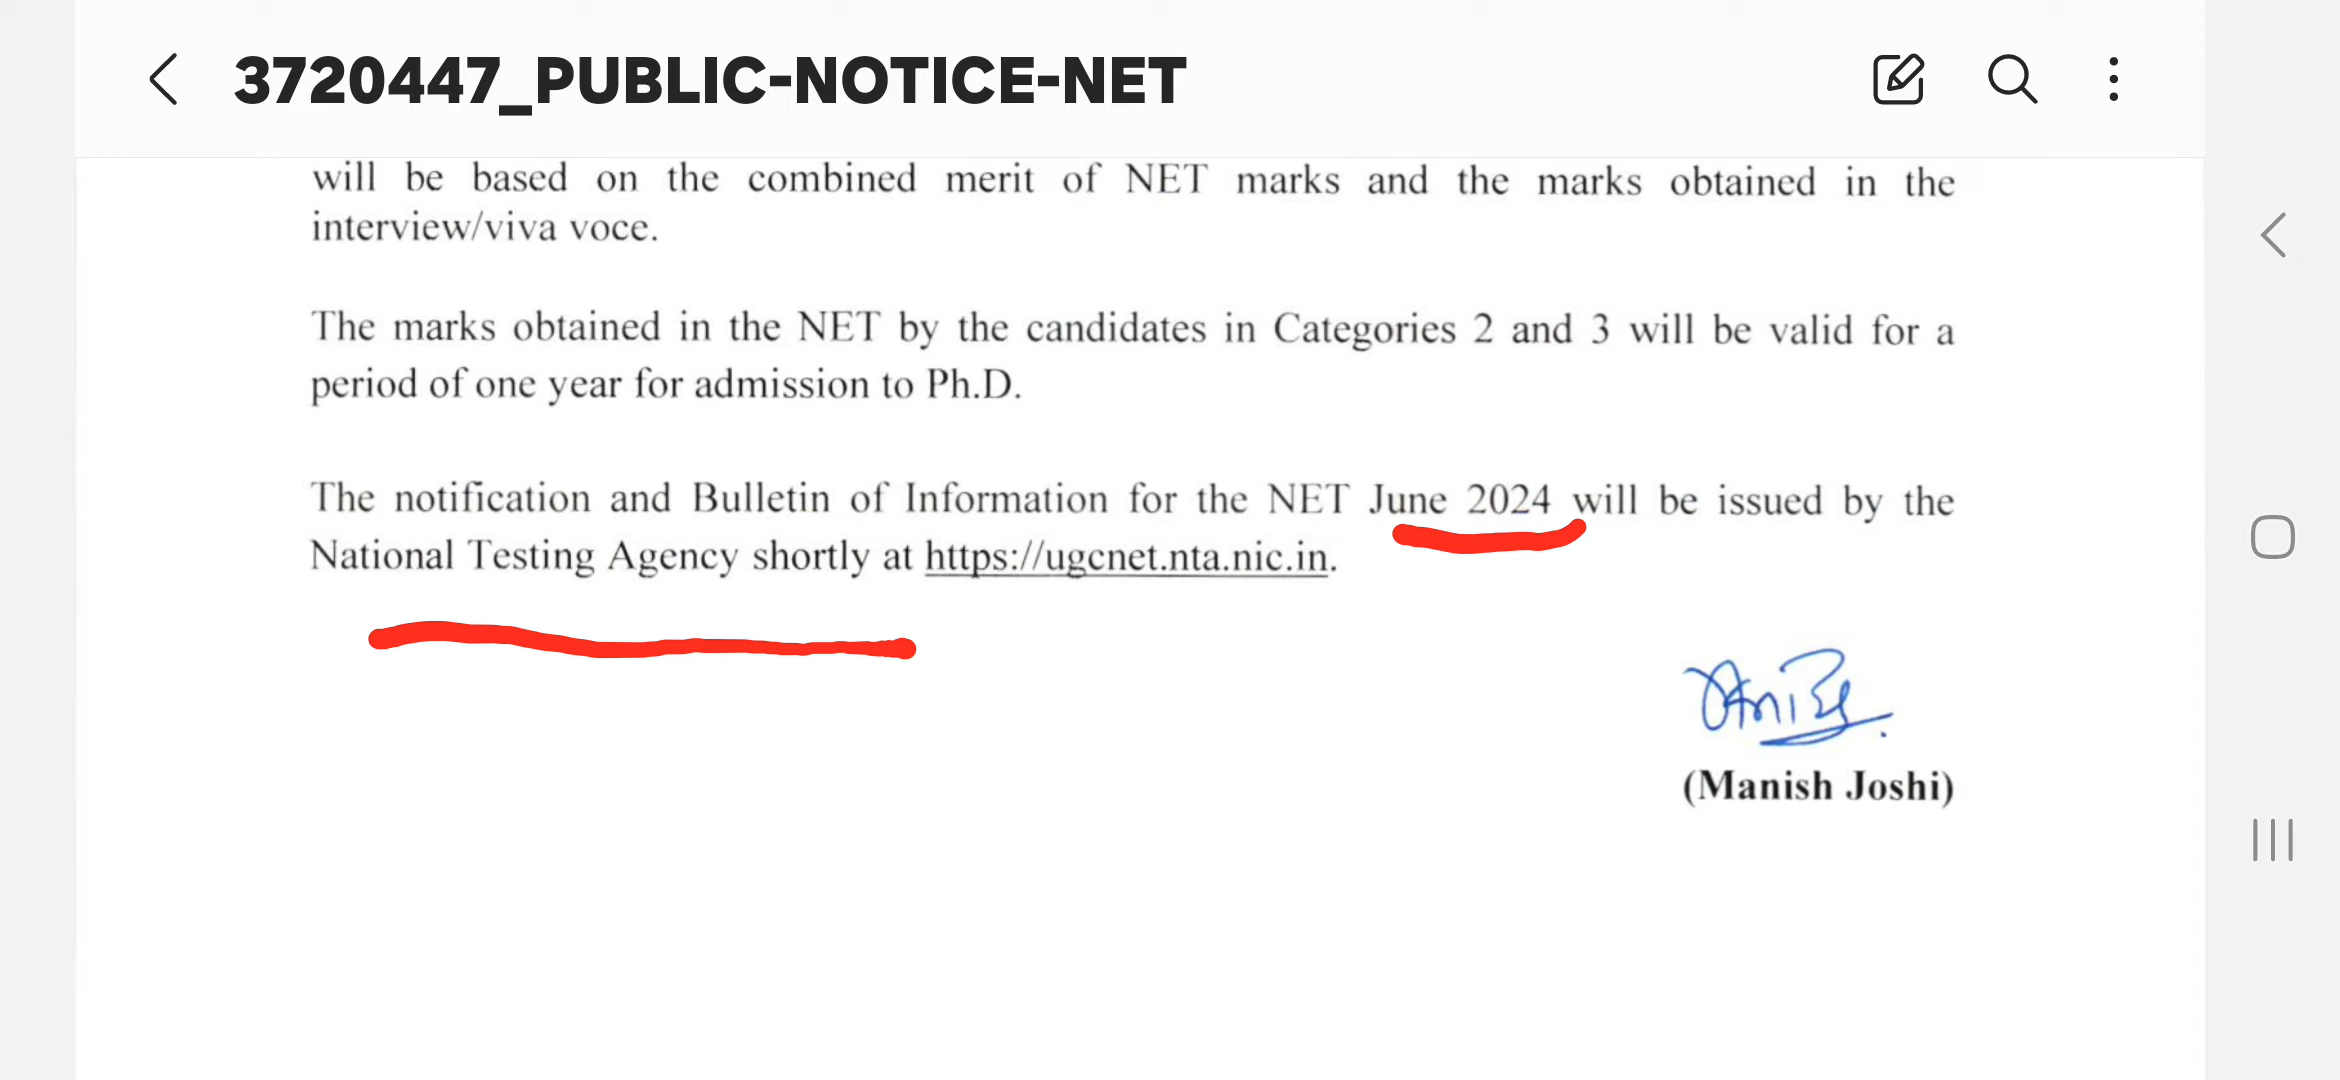 3720447_PUBLIC-NOTICE-NET
will be based on the combined merit of NET marks and the marks obtained in the
interview/viva voce.
The marks obtained in the NET by the candidates in Categories 2 and 3 will be valid for a
period of one year for admission to Ph.D.
The notification and Bulletin of Information for the NET June 2024 will be issued by the
National Testing Agency shortly at https://ugcnet.nta.nic.in.
(Manish Joshi)